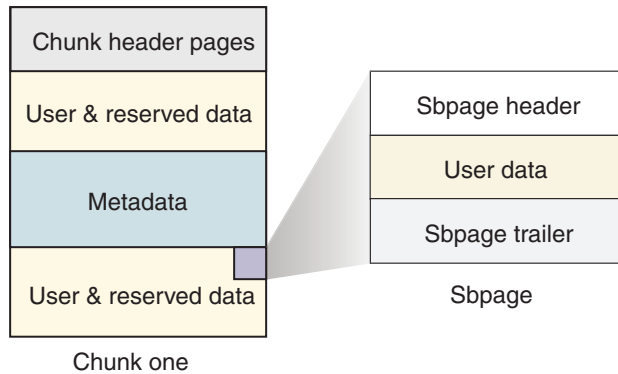 Chunk header pages
User & reserved data
Metadata
User & reserved data
Chunk one
Sbpage header
User data
Sbpage trailer
Sbpage